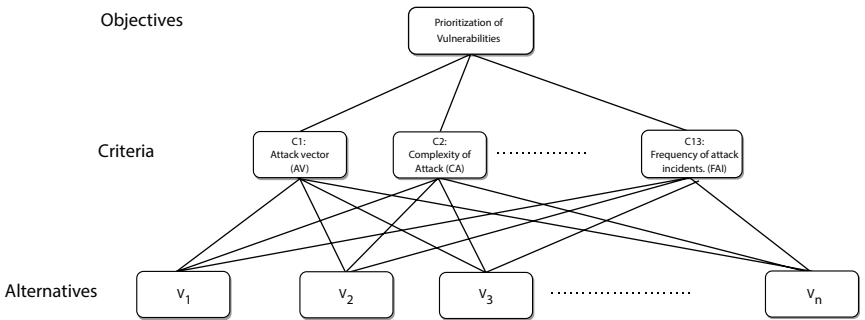 Objectives
Prioritization of
Vulnerabilities
Criteria
C1:
Attack vector
(AV)
C2:
Complexity of
Attack (CA)
C13:
Frequency of attack
incidents. (FAI)
Alternatives
V1
V2
V3
Vn